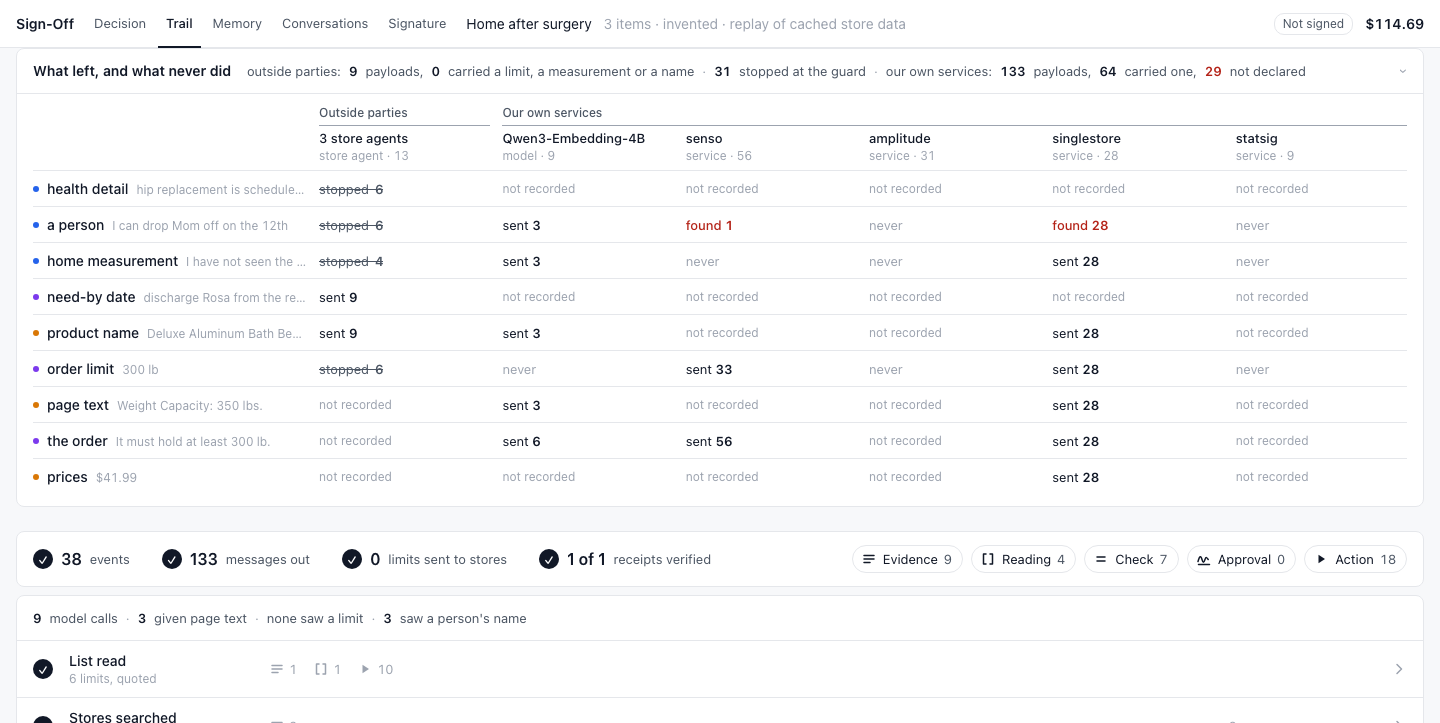 Sign-Off Decision Trail Memory Conversations Signature Home after surgery 3 items · invented · replay of cached store data Not signed $114.69
What left, and what never did outside parties: 9 payloads, 0 carried a limit, a measurement or a name · 31 stopped at the guard · our own services: 133 payloads, 64 carried one, 29 not declared
Outside parties Our own services
3 store agents Qwen3-Embedding-4B senso amplitude singlestore statsig
store agent · 13 model · 9 service · 56 service · 31 service · 28 service · 9
health detail hip replacement is schedule... stopped 6 not recorded not recorded not recorded not recorded not recorded
a person I can drop Mom off on the 12th stopped 6 sent 3 found 1 never found 28 never
home measurement I have not seen the ... stopped 4 sent 3 never never sent 28 never
need-by date discharge Rosa from the re... sent 9 not recorded not recorded not recorded not recorded not recorded
product name Deluxe Aluminum Bath Be... sent 9 sent 3 not recorded not recorded sent 28 not recorded
order limit 300 lb stopped 6 never sent 33 never sent 28 never
page text Weight Capacity: 350 lbs. not recorded sent 3 not recorded not recorded sent 28 not recorded
the order It must hold at least 300 lb. not recorded sent 6 sent 56 not recorded sent 28 not recorded
prices $41.99 not recorded not recorded not recorded not recorded sent 28 not recorded
38 events 133 messages out 0 limits sent to stores 1 of 1 receipts verified Evidence 9 Reading 4 Check 7 Approval 0 Action 18
9 model calls · 3 given page text · none saw a limit · 3 saw a person's name
List read 1 1 10
6 limits, quoted
Stores searched